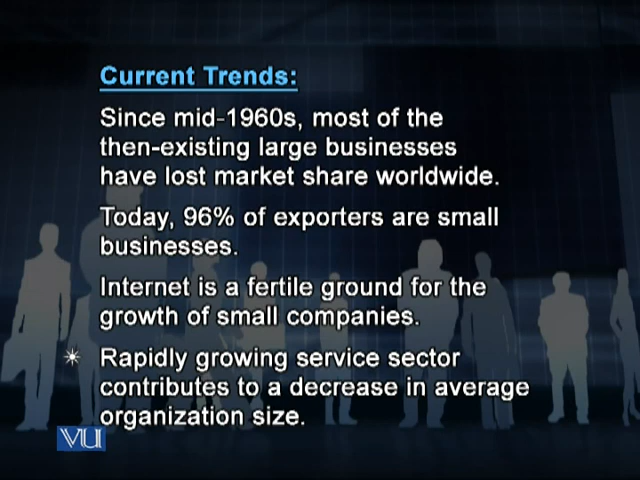 Current Trends:
Since mid-1960s, most of the
then-existing large businesses
have lost market share worldwide.
Today, 96% of exporters are small
businesses.
Internet is a fertile ground for the
growth of small companies.
Rapidly growing service sector
contributes to a decrease in average
organization size.
VU